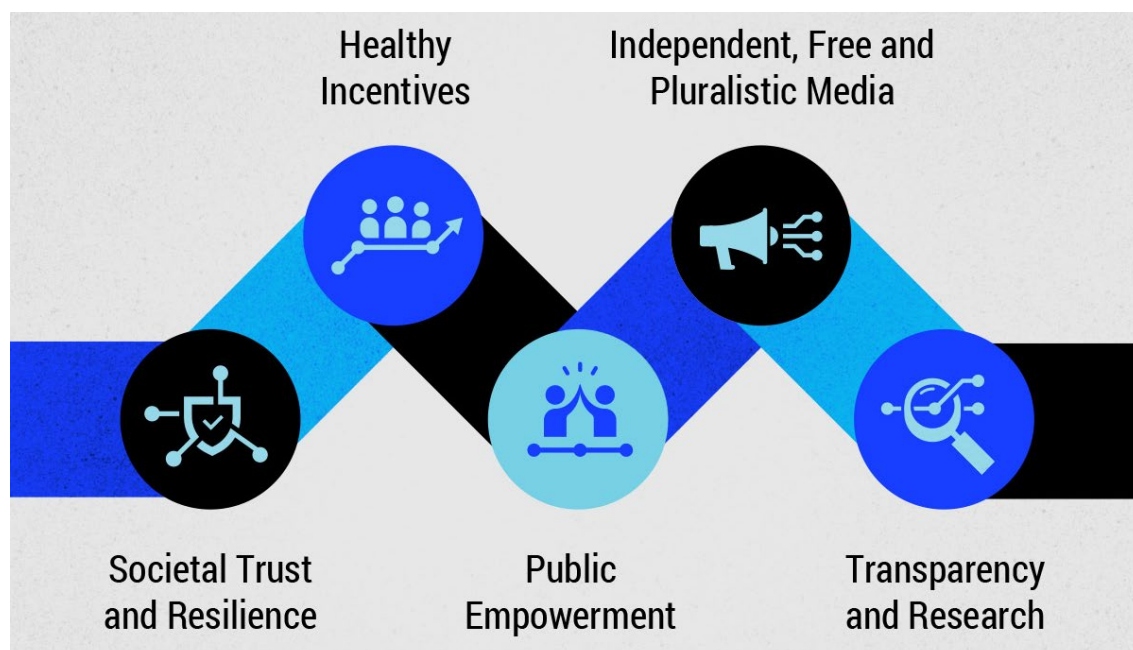 Healthy
Incentives
Independent, Free and
Pluralistic Media
Societal Trust
and Resilience
Public
Empowerment
Transparency
and Research